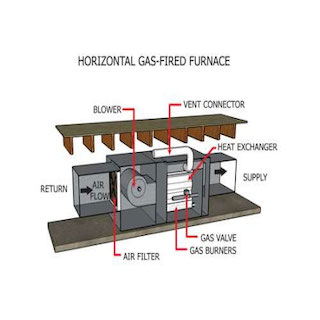 HORIZONTAL GAS-FIRED FURNACE
VENT CONNECTOR
BLOWER
HEAT EXCHANGER
RETURN
AIR
FLOW
SUPPLY
GAS VALVE
GAS BURNERS
AIR FILTER